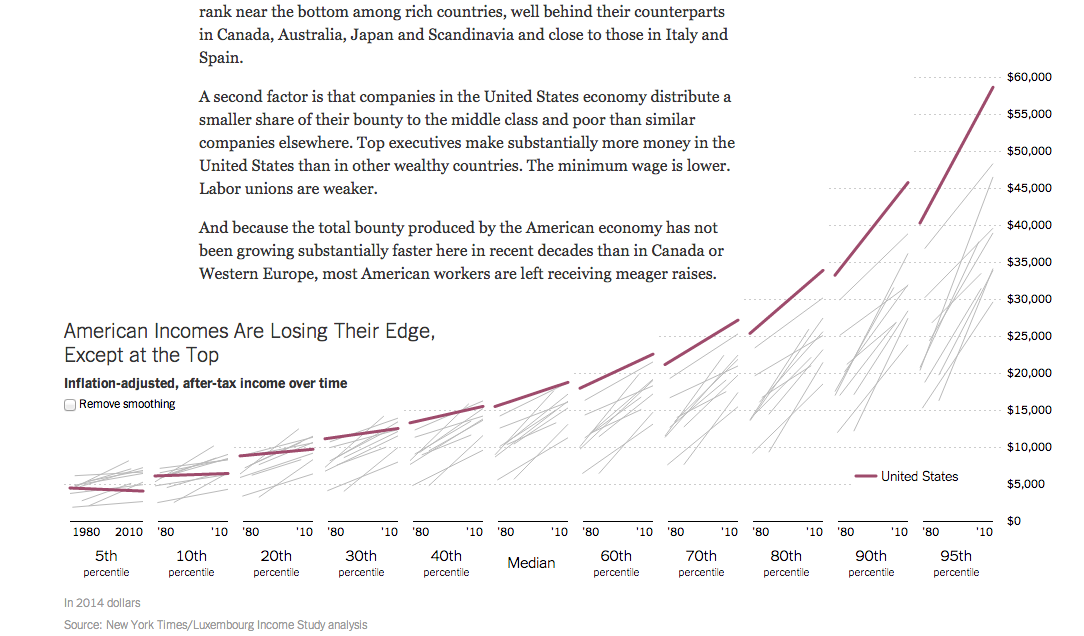 rank near the bottom among rich countries, well behind their counterparts
in Canada, Australia, Japan and Scandinavia and close to those in Italy and
Spain.
A second factor is that companies in the United States economy distribute a
smaller share of their bounty to the middle class and poor than similar
companies elsewhere. Top executives make substantially more money in the
United States than in other wealthy countries. The minimum wage is lower.
Labor unions are weaker.
And because the total bounty produced by the American economy has not
been growing substantially faster here in recent decades than in Canada or
Western Europe, most American workers are left receiving meager raises.
American Incomes Are Losing Their Edge,
Except at the Top
Inflation-adjusted, after-tax income over time
Remove smoothing
$60,000
$55,000
$50,000
$45,000
$40,000
$35,000
$30,000
$25,000
$20,000
$15,000
$10,000
$5,000
$0
United States
1980 2010 '80 '10 '80 '10 '80 '10 '80 '10 '80 '10 '80 '10 '80 '10 '80 '10 '80 '10 '80 '10
5th 10th 20th 30th 40th Median 60th 70th 80th 90th 95th
percentile percentile percentile percentile percentile percentile percentile percentile percentile percentile
In 2014 dollars
Source: New York Times/Luxembourg Income Study analysis